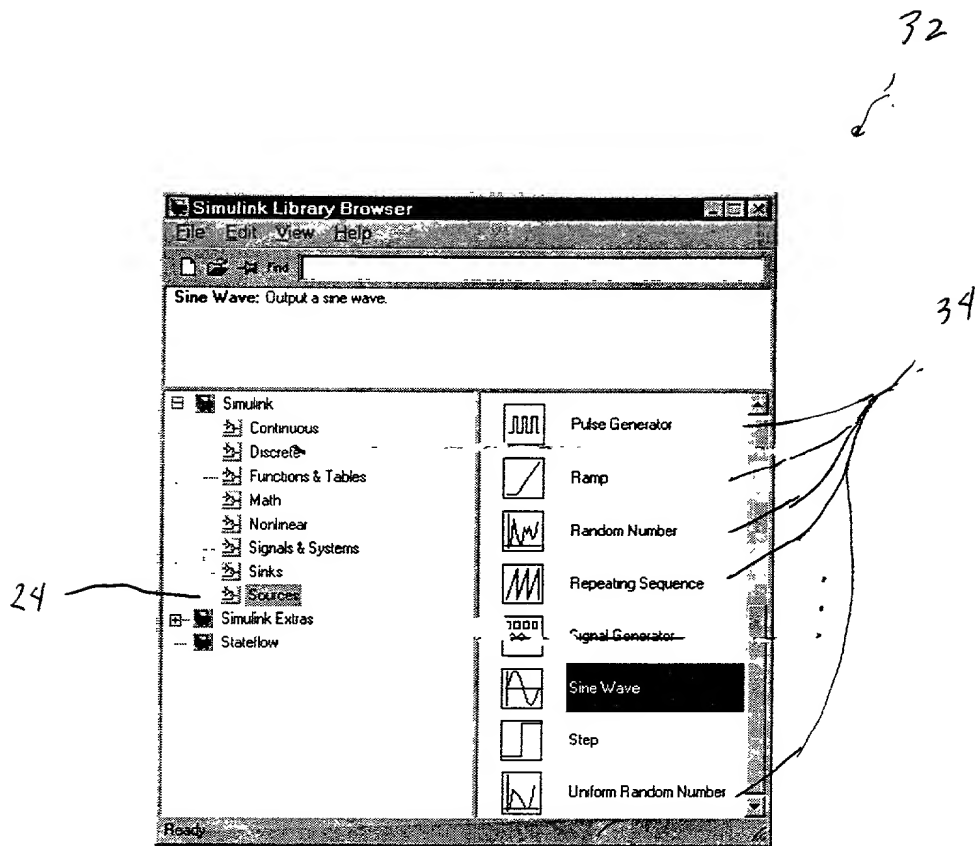 32
Simulink Library Browser
File Edit View Help
Find
Sine Wave: Output a sine wave.
34
Simulink
Continuous
Discrete
Functions & Tables
Math
Nonlinear
Signals & Systems
Sinks
24
Sources
Simulink Extras
Stateflow
Pulse Generator
Ramp
Random Number
Repeating Sequence
Signal Generator
Sine Wave
Step
Uniform Random Number
Ready